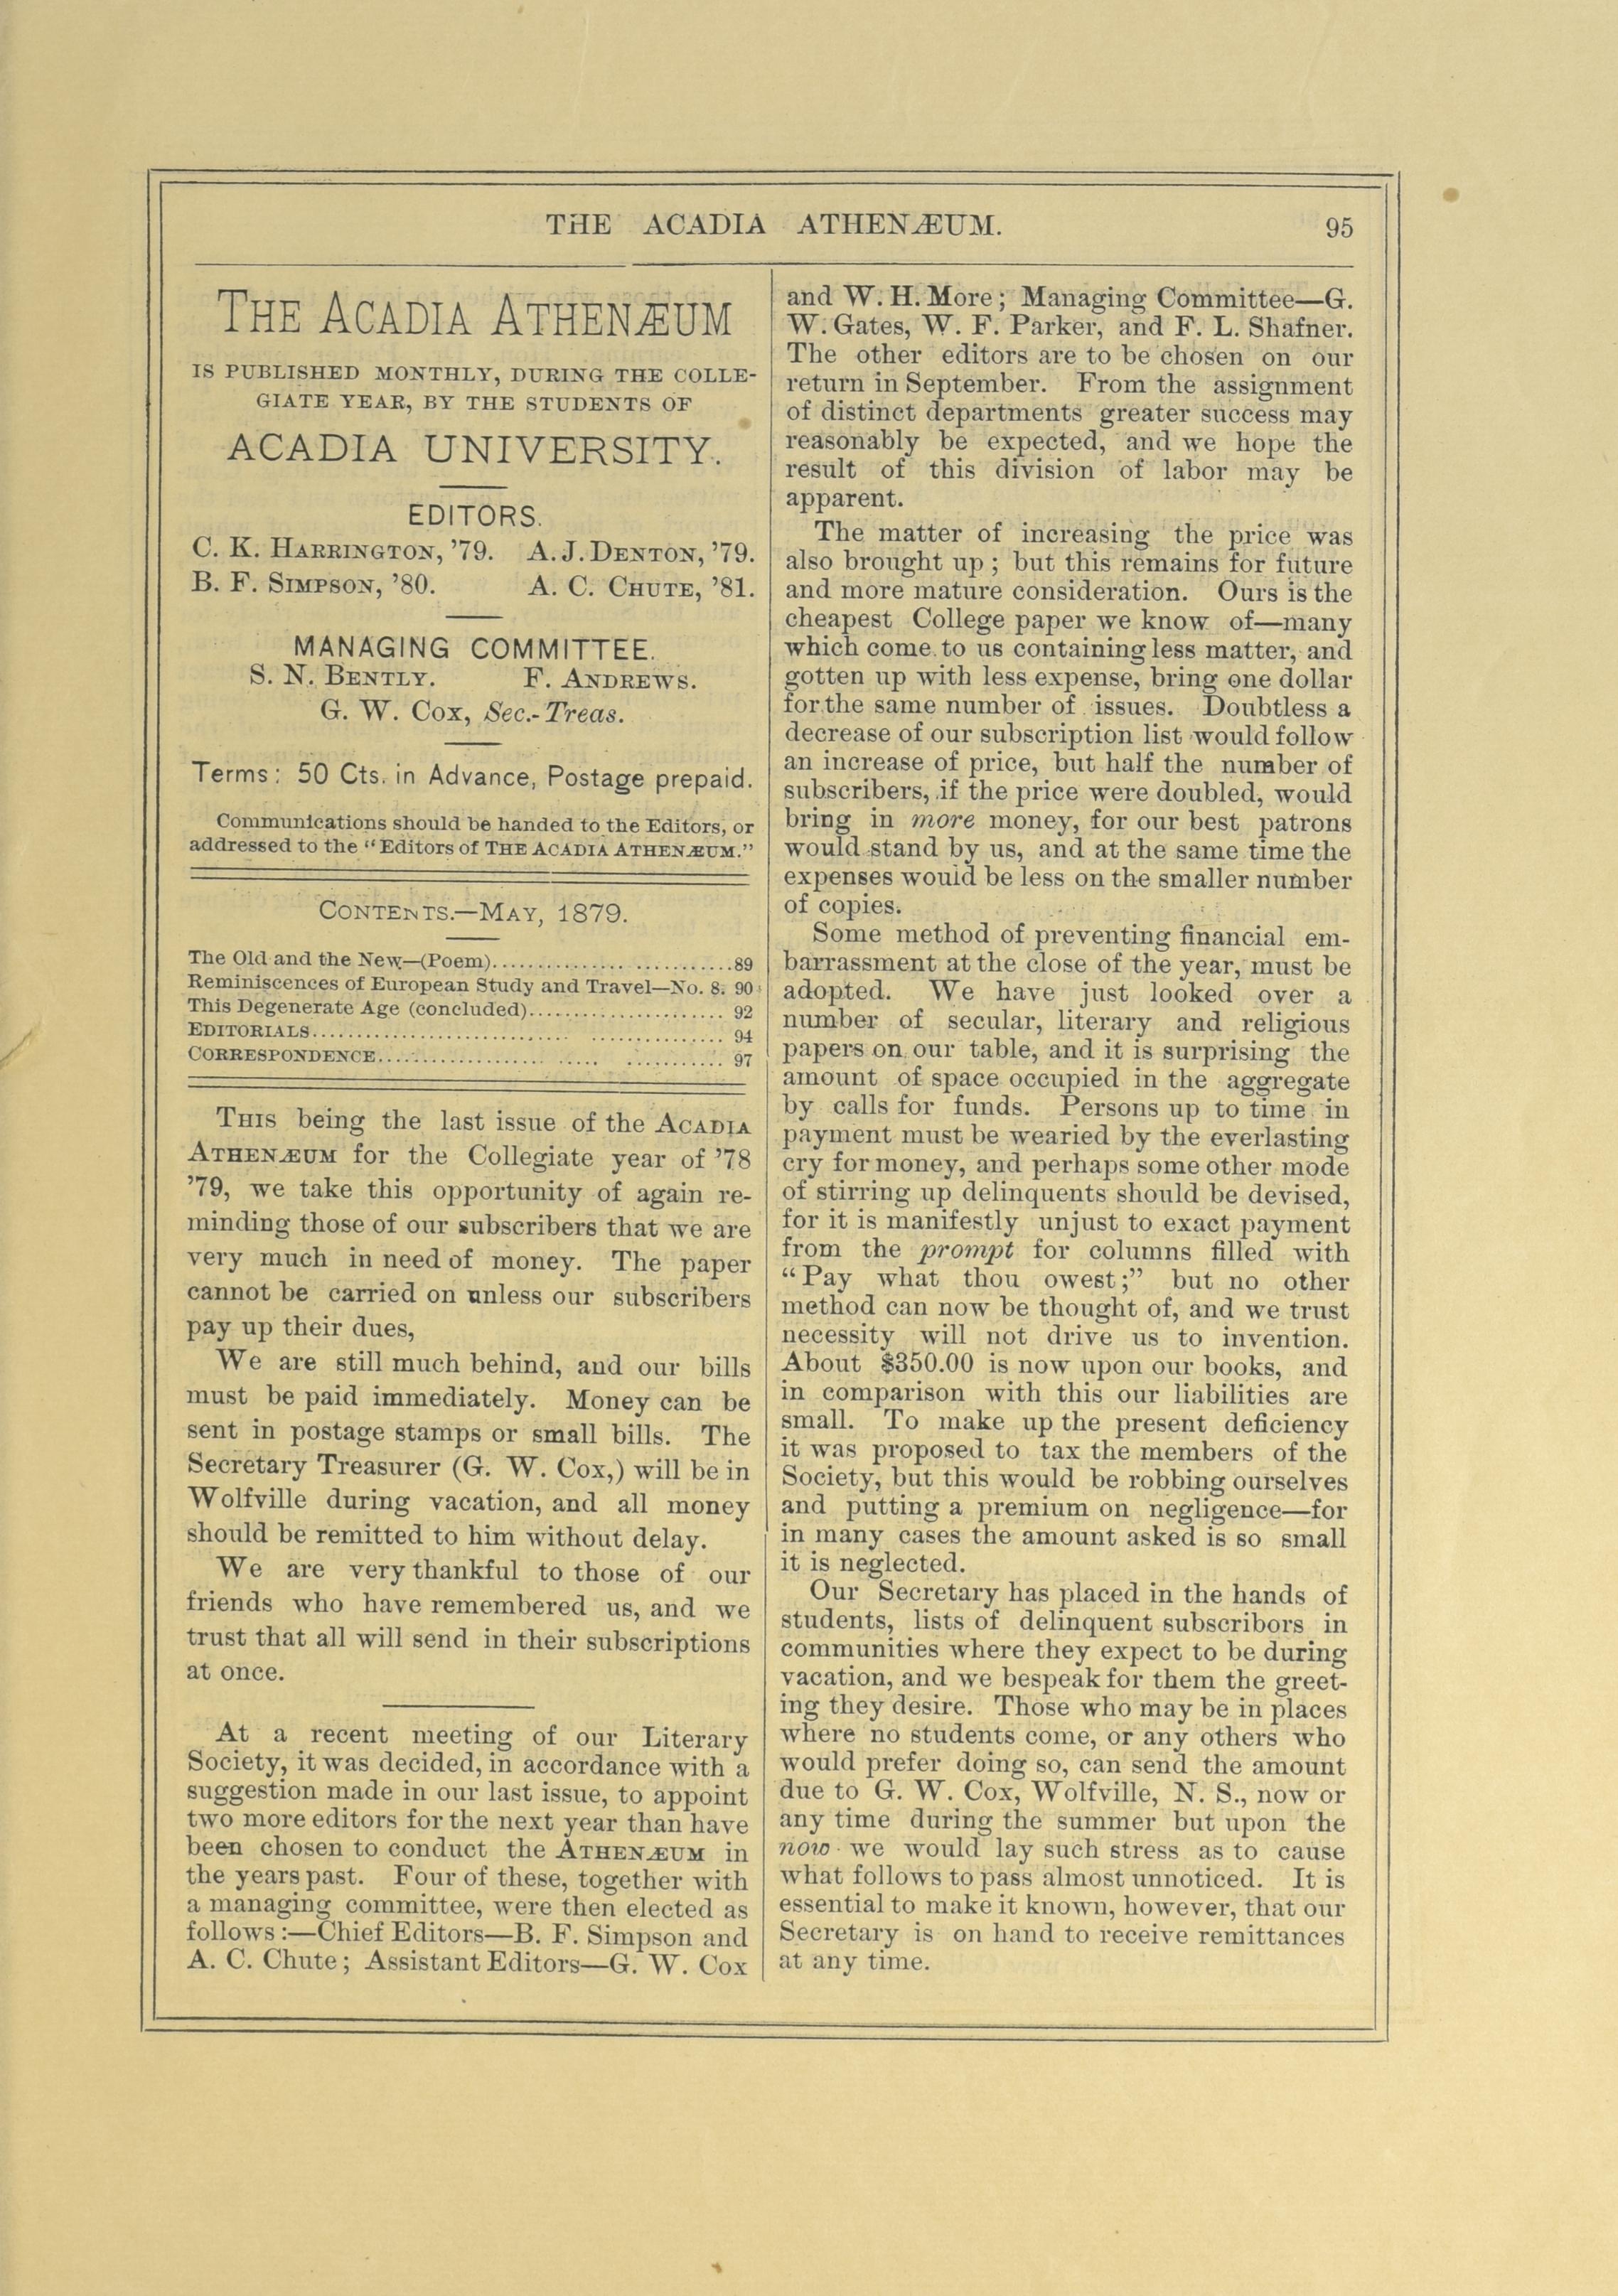 THE ACADIA ATHENÆUM.
95
THE ACADIA ATHENÆUM
IS PUBLISHED MONTHLY, DURING THE COLLE-
GIATE YEAR, BY THE STUDENTS OF
ACADIA UNIVERSITY.
EDITORS.
C. K. HARRINGTON, '79. A. J. DENTON, '79.
B. F. SIMPSON, '80. A. C. CHUTE, '81.
MANAGING COMMITTEE.
S. N. BENTLY. F. ANDREWS.
G. W. COX, Sec.-Treas.
Terms: 50 Cts. in Advance, Postage prepaid.
Communications should be handed to the Editors, or
addressed to the "Editors of THE ACADIA ATHENÆUM."
CONTENTS.—MAY, 1879.
The Old and the New—(Poem)..........................89
Reminiscences of European Study and Travel—No. 8. 90
This Degenerate Age (concluded)...................... 92
EDITORIALS............................................ 94
CORRESPONDENCE.................................... 97
THIS being the last issue of the ACADIA
ATHENÆUM for the Collegiate year of '78
'79, we take this opportunity of again re-
minding those of our subscribers that we are
very much in need of money. The paper
cannot be carried on unless our subscribers
pay up their dues,
We are still much behind, and our bills
must be paid immediately. Money can be
sent in postage stamps or small bills. The
Secretary Treasurer (G. W. Cox,) will be in
Wolfville during vacation, and all money
should be remitted to him without delay.
We are very thankful to those of our
friends who have remembered us, and we
trust that all will send in their subscriptions
at once.
At a recent meeting of our Literary
Society, it was decided, in accordance with a
suggestion made in our last issue, to appoint
two more editors for the next year than have
been chosen to conduct the ATHENÆUM in
the years past. Four of these, together with
a managing committee, were then elected as
follows:—Chief Editors—B. F. Simpson and
A. C. Chute; Assistant Editors—G. W. Cox
and W. H. More; Managing Committee—G.
W. Gates, W. F. Parker, and F. L. Shafner.
The other editors are to be chosen on our
return in September. From the assignment
of distinct departments greater success may
reasonably be expected, and we hope the
result of this division of labor may be
apparent.
The matter of increasing the price was
also brought up; but this remains for future
and more mature consideration. Ours is the
cheapest College paper we know of—many
which come to us containing less matter, and
gotten up with less expense, bring one dollar
for the same number of issues. Doubtless a
decrease of our subscription list would follow
an increase of price, but half the number of
subscribers, if the price were doubled, would
bring in more money, for our best patrons
would stand by us, and at the same time the
expenses would be less on the smaller number
of copies.
Some method of preventing financial em-
barrassment at the close of the year, must be
adopted. We have just looked over a
number of secular, literary and religious
papers on our table, and it is surprising the
amount of space occupied in the aggregate
by calls for funds. Persons up to time in
payment must be wearied by the everlasting
cry for money, and perhaps some other mode
of stirring up delinquents should be devised,
for it is manifestly unjust to exact payment
from the prompt for columns filled with
"Pay what thou owest;" but no other
method can now be thought of, and we trust
necessity will not drive us to invention.
About $350.00 is now upon our books, and
in comparison with this our liabilities are
small. To make up the present deficiency
it was proposed to tax the members of the
Society, but this would be robbing ourselves
and putting a premium on negligence—for
in many cases the amount asked is so small
it is neglected.
Our Secretary has placed in the hands of
students, lists of delinquent subscribors in
communities where they expect to be during
vacation, and we bespeak for them the greet-
ing they desire. Those who may be in places
where no students come, or any others who
would prefer doing so, can send the amount
due to G. W. Cox, Wolfville, N. S., now or
any time during the summer but upon the
now we would lay such stress as to cause
what follows to pass almost unnoticed. It is
essential to make it known, however, that our
Secretary is on hand to receive remittances
at any time.